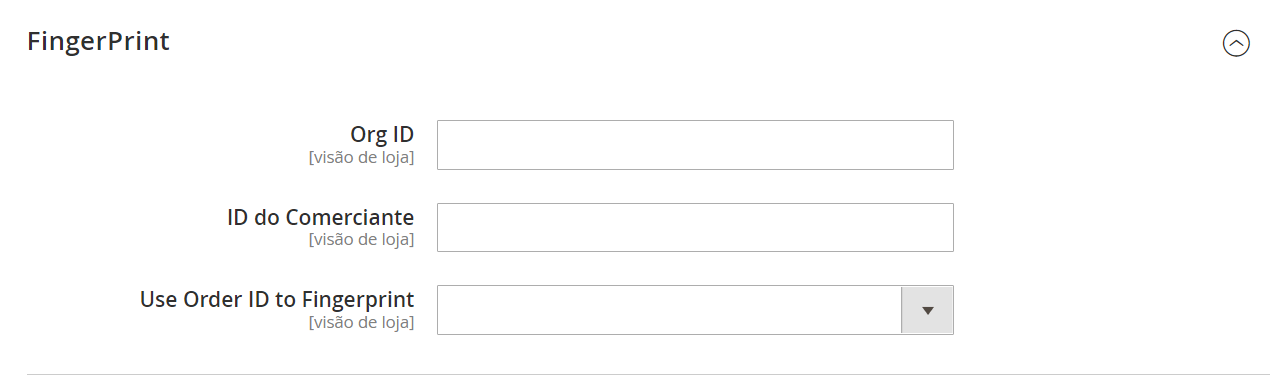 FingerPrint
Org ID
[visão de loja]
ID do Comerciante
[visão de loja]
Use Order ID to Fingerprint
[visão de loja]